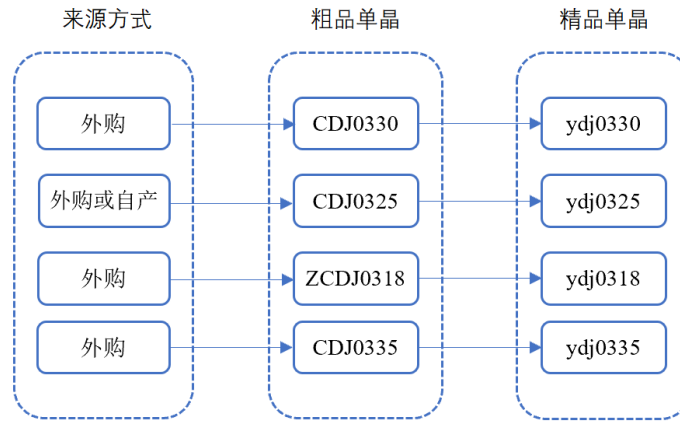 来源方式 粗品单晶 精品单晶
外购 CDJ0330 ydj0330
外购或自产 CDJ0325 ydj0325
外购 ZCDJ0318 ydj0318
外购 CDJ0335 ydj0335